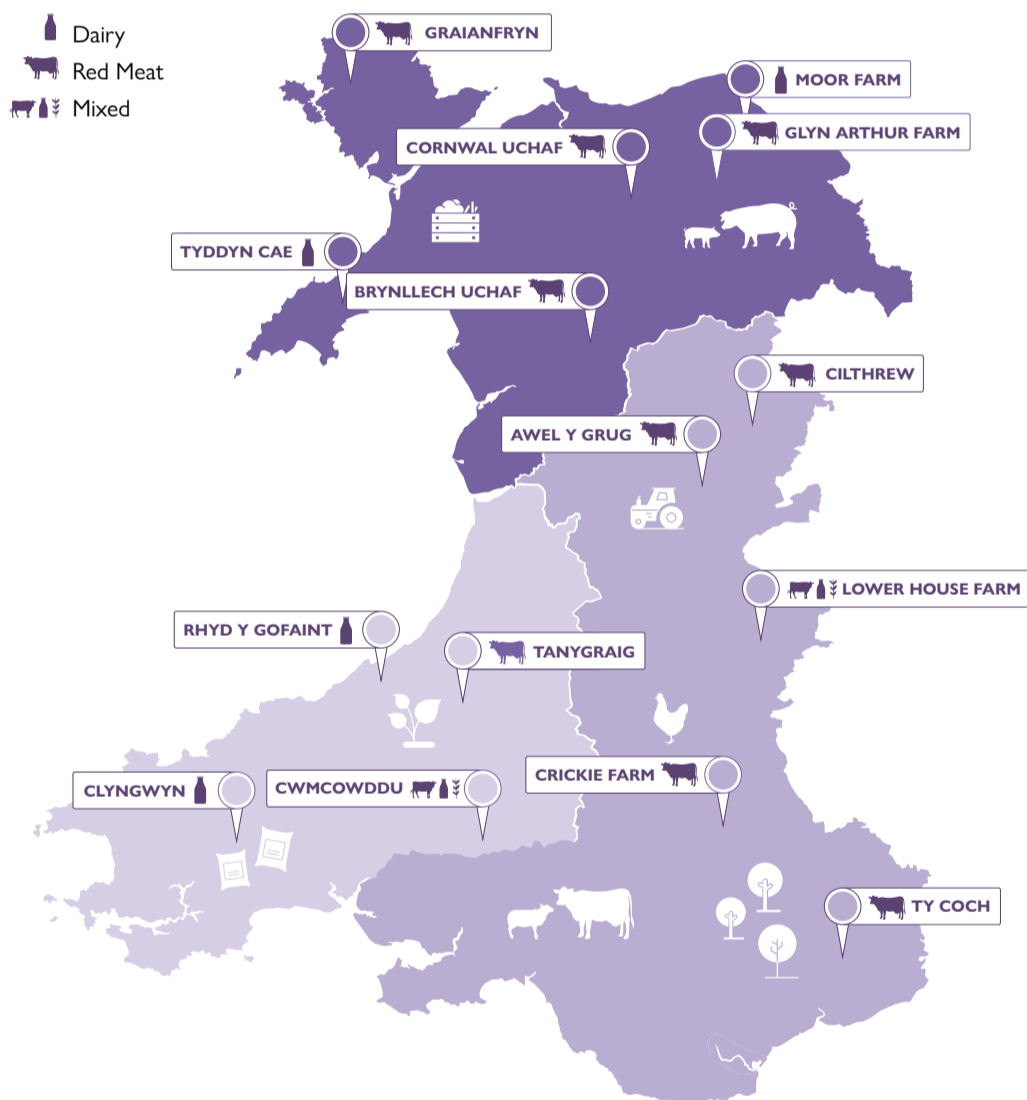 Dairy
Red Meat
Mixed
GRAIANFRYN
MOOR FARM
GLYN ARTHUR FARM
CORNWAL UCHAF
TYDDYN CAE
BRYNLLECH UCHAF
CILTHREW
AWEL Y GRUG
LOWER HOUSE FARM
RHYD Y GOFAINT
TANYGRAIG
CRICKIE FARM
CLYNGWYN
CWMCOWDDU
TY COCH